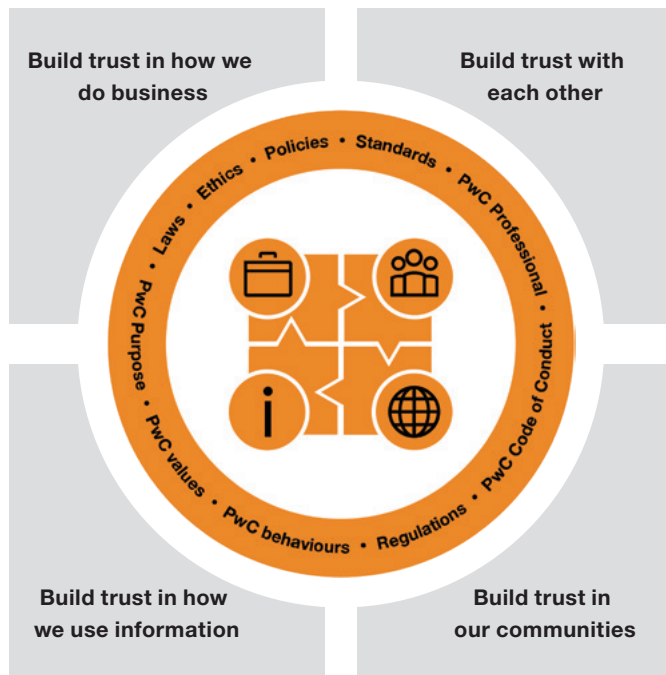 Build trust in how we
do business
Build trust with
each other
Laws • Ethics • Policies • Standards • PwC Professional • PwC Code of Conduct • Regulations • PwC behaviours • PwC values • PwC Purpose •
i
Build trust in how
we use information
Build trust in
our communities